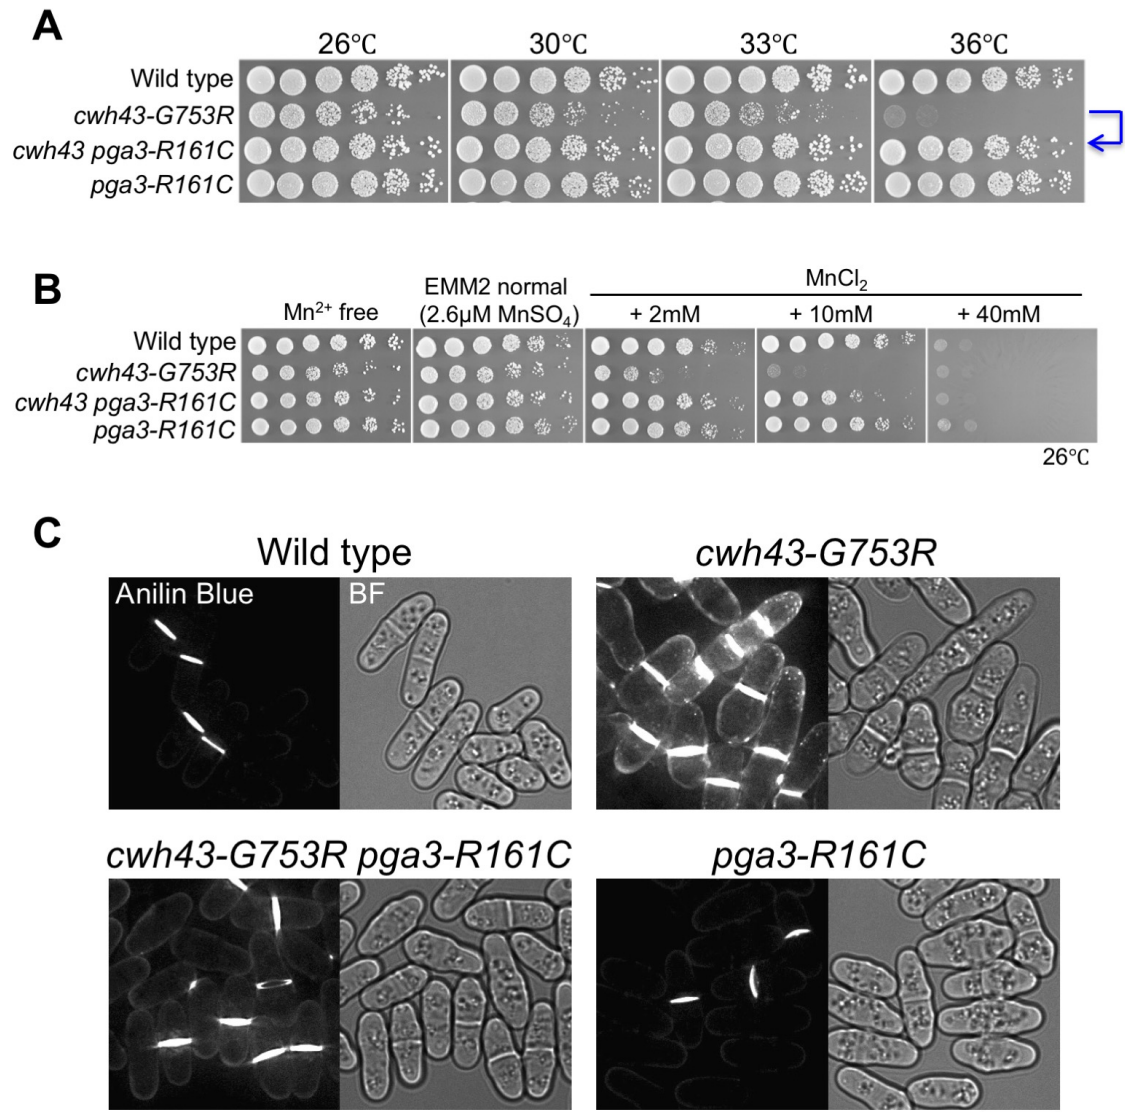 A
26℃ 30℃ 33℃ 36℃
Wild type
cwh43-G753R
cwh43 pga3-R161C
pga3-R161C
B
Mn²⁺ free
EMM2 normal
(2.6μM MnSO₄)
MnCl₂
+ 2mM + 10mM + 40mM
Wild type
cwh43-G753R
cwh43 pga3-R161C
pga3-R161C
26℃
C
Wild type
cwh43-G753R
Anilin Blue BF
cwh43-G753R pga3-R161C
pga3-R161C